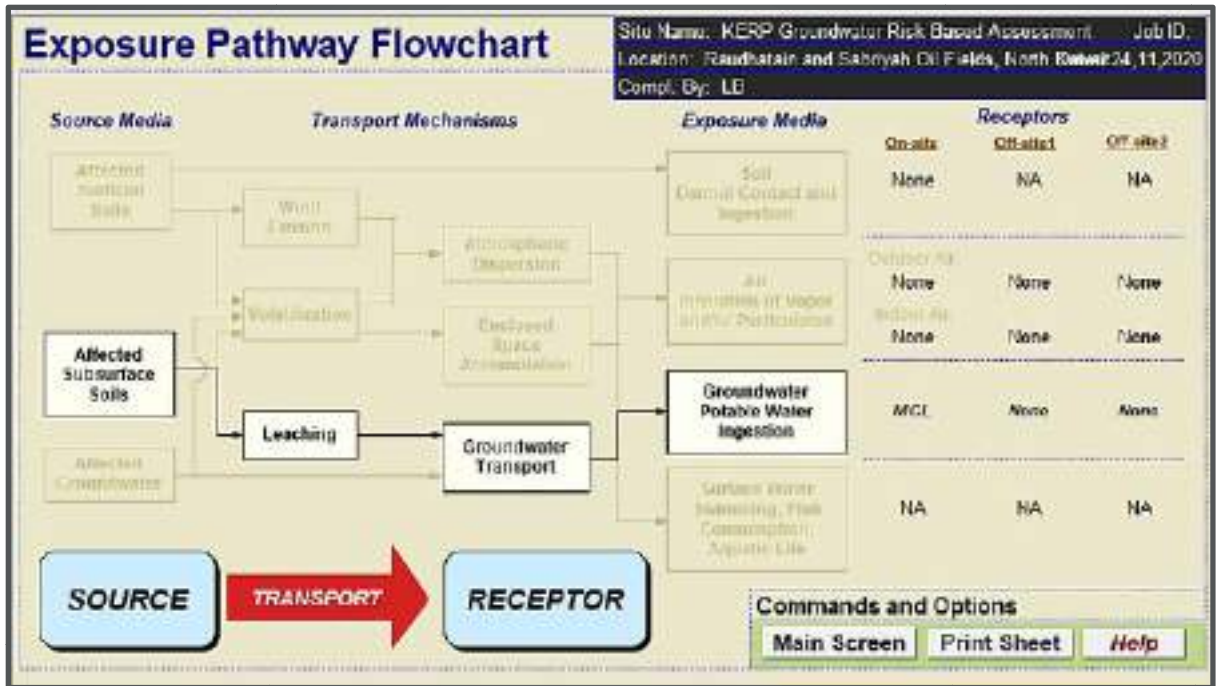 Exposure Pathway Flowchart
Site Name: KERP Groundwater Risk Based Assessment Job ID:
Location: Raudhatain and Sabriyah Oil Fields, North 24,11,2020
Compl. By: LB
Source Media
Transport Mechanisms
Exposure Media
Receptors
On-site
Off-site1
Off-site2
Affected
Surficial
Soils
Wind
Erosion
Atmospheric
Dispersion
Volatilization
Enclosed
Space
Accumulation
Affected
Subsurface
Soils
Leaching
Groundwater
Transport
Affected
Groundwater
Soil
Dermal Contact and
Ingestion
None NA NA
Air
Inhalation of Vapor
and/or Particulates
Outdoor Air:
None None None
Indoor Air:
None None None
Groundwater
Potable Water
Ingestion
MCL None None
Surface Water
Swimming, Fish
Consumption,
Aquatic Life
NA NA NA
SOURCE
TRANSPORT
RECEPTOR
Commands and Options
Main Screen
Print Sheet
Help